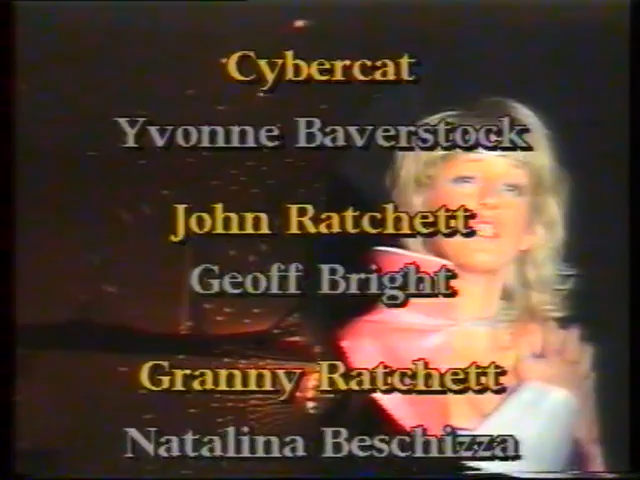 Cybercat
Yvonne Baverstock
John Ratchett
Geoff Bright
Granny Ratchett
Natalina Beschizza